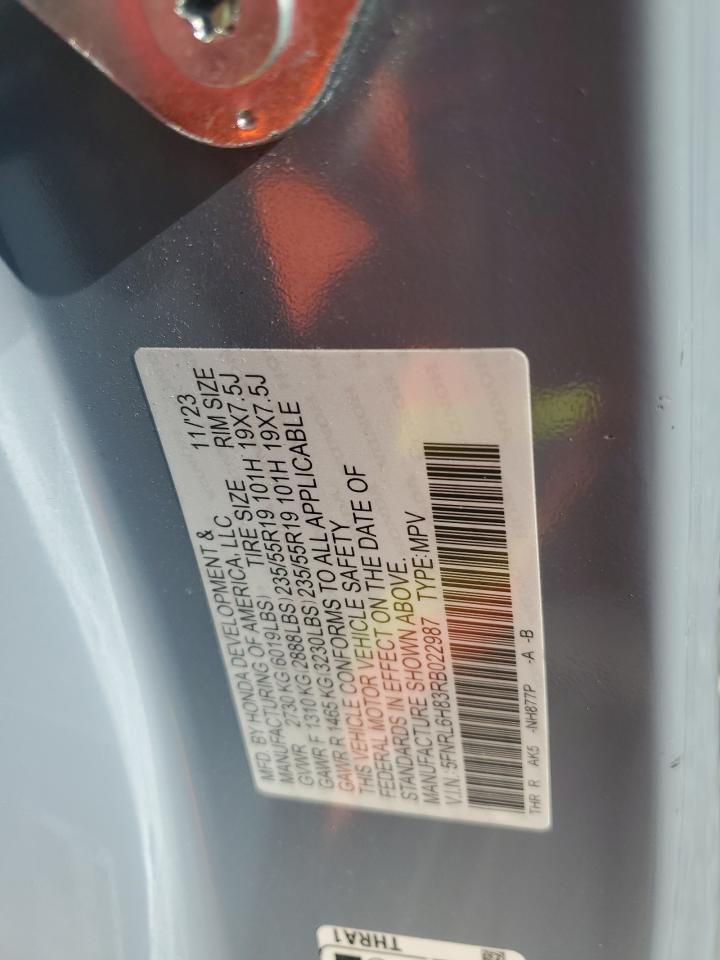 MFD. BY HONDA DEVELOPMENT & 11/'23
MANUFACTURING OF AMERICA, LLC
TIRE SIZE RIM SIZE
GVWR 2730 KG(6019LBS)
GAWR F 1310 KG(2888LBS) 235/55R19 101H 19X7.5J
GAWR R 1465 KG(3230LBS) 235/55R19 101H 19X7.5J
THIS VEHICLE CONFORMS TO ALL APPLICABLE
FEDERAL MOTOR VEHICLE SAFETY
STANDARDS IN EFFECT ON THE DATE OF
MANUFACTURE SHOWN ABOVE.
V.I.N.: 5FNRL6H83RB022987 TYPE:MPV
THR R AK5 -NH877P -A -B
THRA1